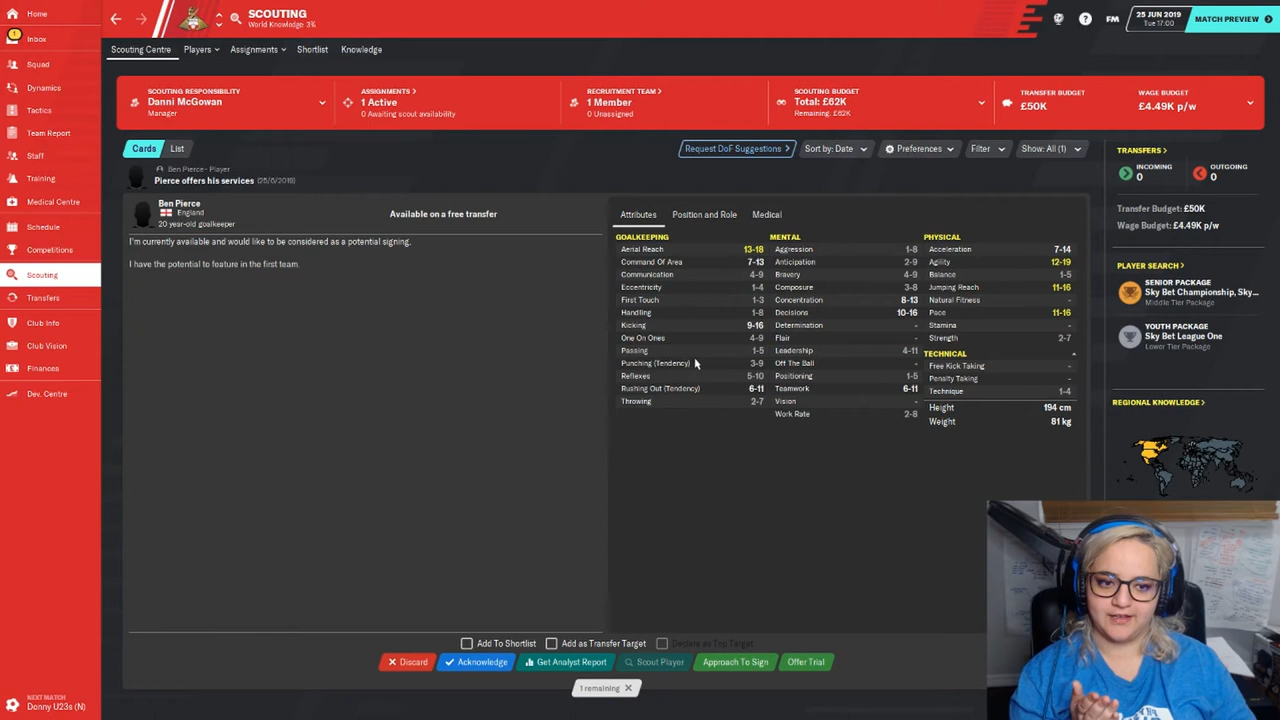 Home
SCOUTING
World Knowledge 3%
FM
25 JUN 2019
Tue 17:00
MATCH PREVIEW
Inbox
Squad
Dynamics
Tactics
Team Report
Staff
Training
Medical Centre
Schedule
Competitions
Scouting
Transfers
Club Info
Club Vision
Finances
Dev. Centre
NEXT MATCH
Donny U23s (N)
Scouting Centre
Players
Assignments
Shortlist
Knowledge
SCOUTING RESPONSIBILITY
Danni McGowan
Manager
ASSIGNMENTS >
1 Active
0 Awaiting scout availability
RECRUITMENT TEAM >
1 Member
0 Unassigned
SCOUTING BUDGET
Total: £62K
Remaining: £62K
TRANSFER BUDGET
£50K
WAGE BUDGET
£4.49K p/w
Cards
List
Request DoF Suggestions >
Sort by: Date
Preferences
Filter
Show: All (1)
Ben Pierce - Player
Pierce offers his services (25/6/2019)
Ben Pierce
England
20 year-old goalkeeper
Available on a free transfer
I'm currently available and would like to be considered as a potential signing.
I have the potential to feature in the first team.
Attributes
Position and Role
Medical
GOALKEEPING
Aerial Reach 13-18
Command Of Area 7-13
Communication 4-9
Eccentricity 1-4
First Touch 1-3
Handling 1-8
Kicking 9-16
One On Ones 4-9
Passing 1-5
Punching (Tendency) 3-9
Reflexes 5-10
Rushing Out (Tendency) 6-11
Throwing 2-7
MENTAL
Aggression 1-8
Anticipation 2-9
Bravery 4-9
Composure 3-8
Concentration 8-13
Decisions 10-16
Determination -
Flair -
Leadership 4-11
Off The Ball -
Positioning 1-5
Teamwork 6-11
Vision -
Work Rate 2-8
PHYSICAL
Acceleration 7-14
Agility 12-19
Balance 1-5
Jumping Reach 11-16
Natural Fitness -
Pace 11-16
Stamina -
Strength 2-7
TECHNICAL
Free Kick Taking -
Penalty Taking -
Technique 1-4
Height 194 cm
Weight 81 kg
TRANSFERS >
INCOMING
0
OUTGOING
0
Transfer Budget: £50K
Wage Budget: £4.49K p/w
PLAYER SEARCH >
SENIOR PACKAGE
Sky Bet Championship, Sky...
Middle Tier Package
YOUTH PACKAGE
Sky Bet League One
Lower Tier Package
REGIONAL KNOWLEDGE >
Add To Shortlist
Add as Transfer Target
Declare as Top Target
Discard
Acknowledge
Get Analyst Report
Scout Player
Approach To Sign
Offer Trial
1 remaining